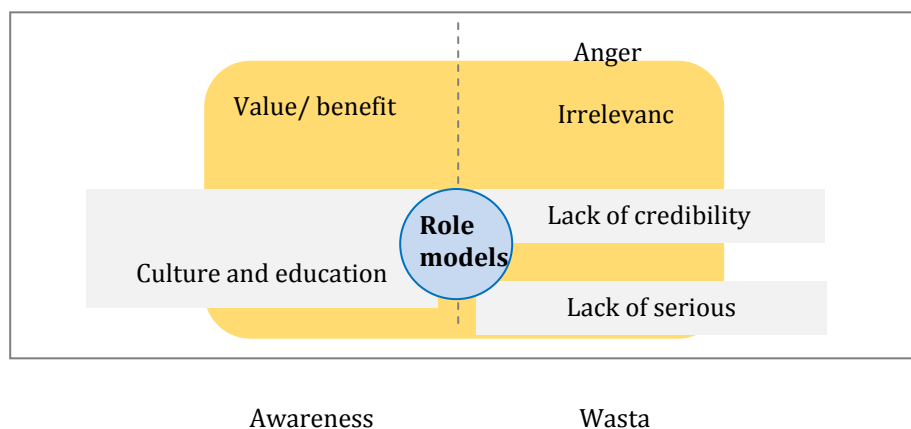 Anger
Value/ benefit
Irrelevanc
Lack of credibility
Role
models
Culture and education
Lack of serious
Awareness
Wasta